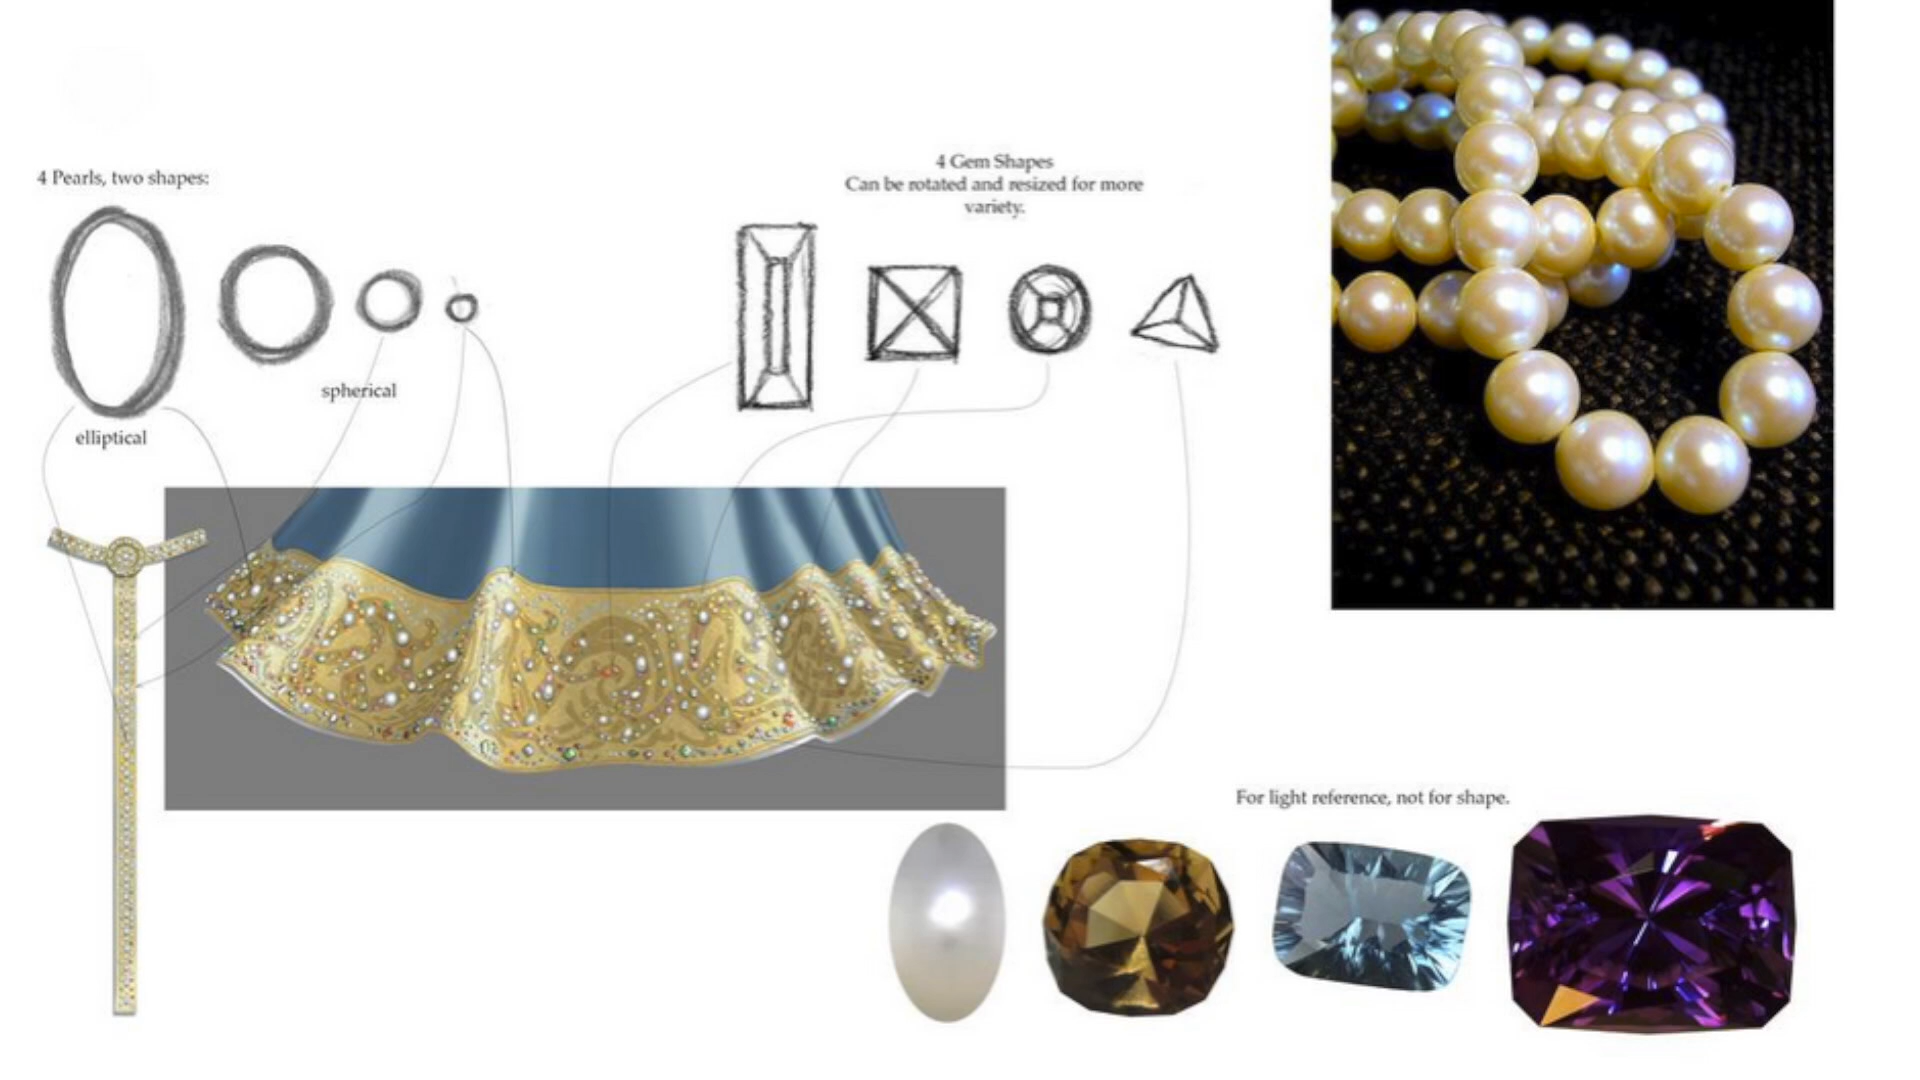 4 Pearls, two shapes:
elliptical
spherical
4 Gem Shapes
Can be rotated and resized for more
variety.
For light reference, not for shape.